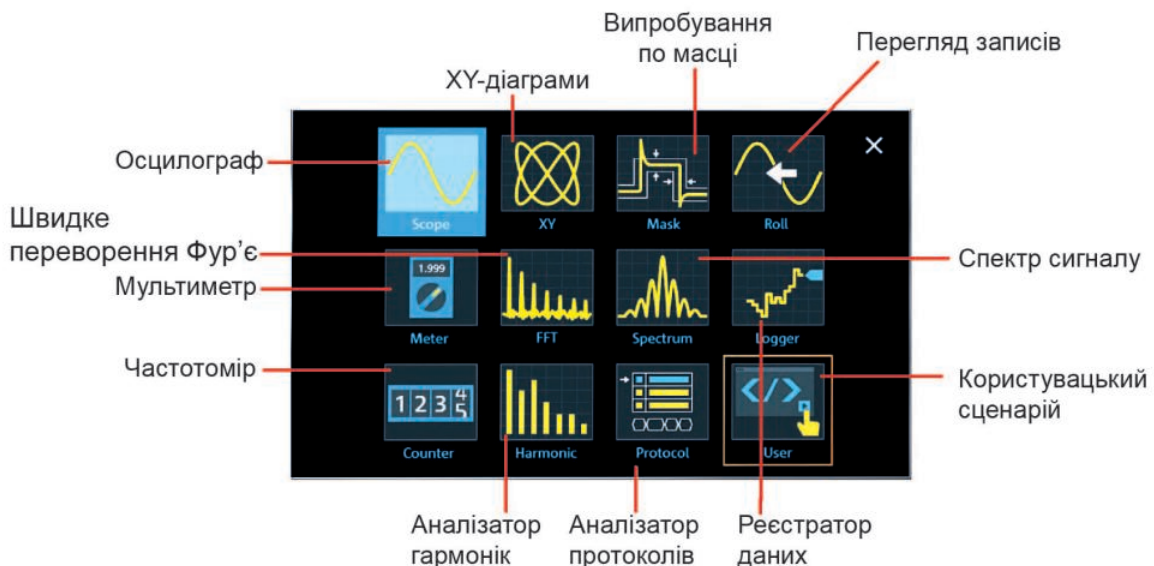 Випробування
по масці
Перегляд записів
XY-діаграми
Осцилограф
Scope
XY
Mask
Roll
Швидке
переворення Фур’є
Мультиметр
1.999
Спектр сигналу
Meter
FFT
Spectrum
Logger
Частотомір
1 2 3 4 5
Користувацький
сценарій
Counter
Harmonic
Protocol
User
Аналізатор
гармонік
Аналізатор
протоколів
Реєстратор
даних